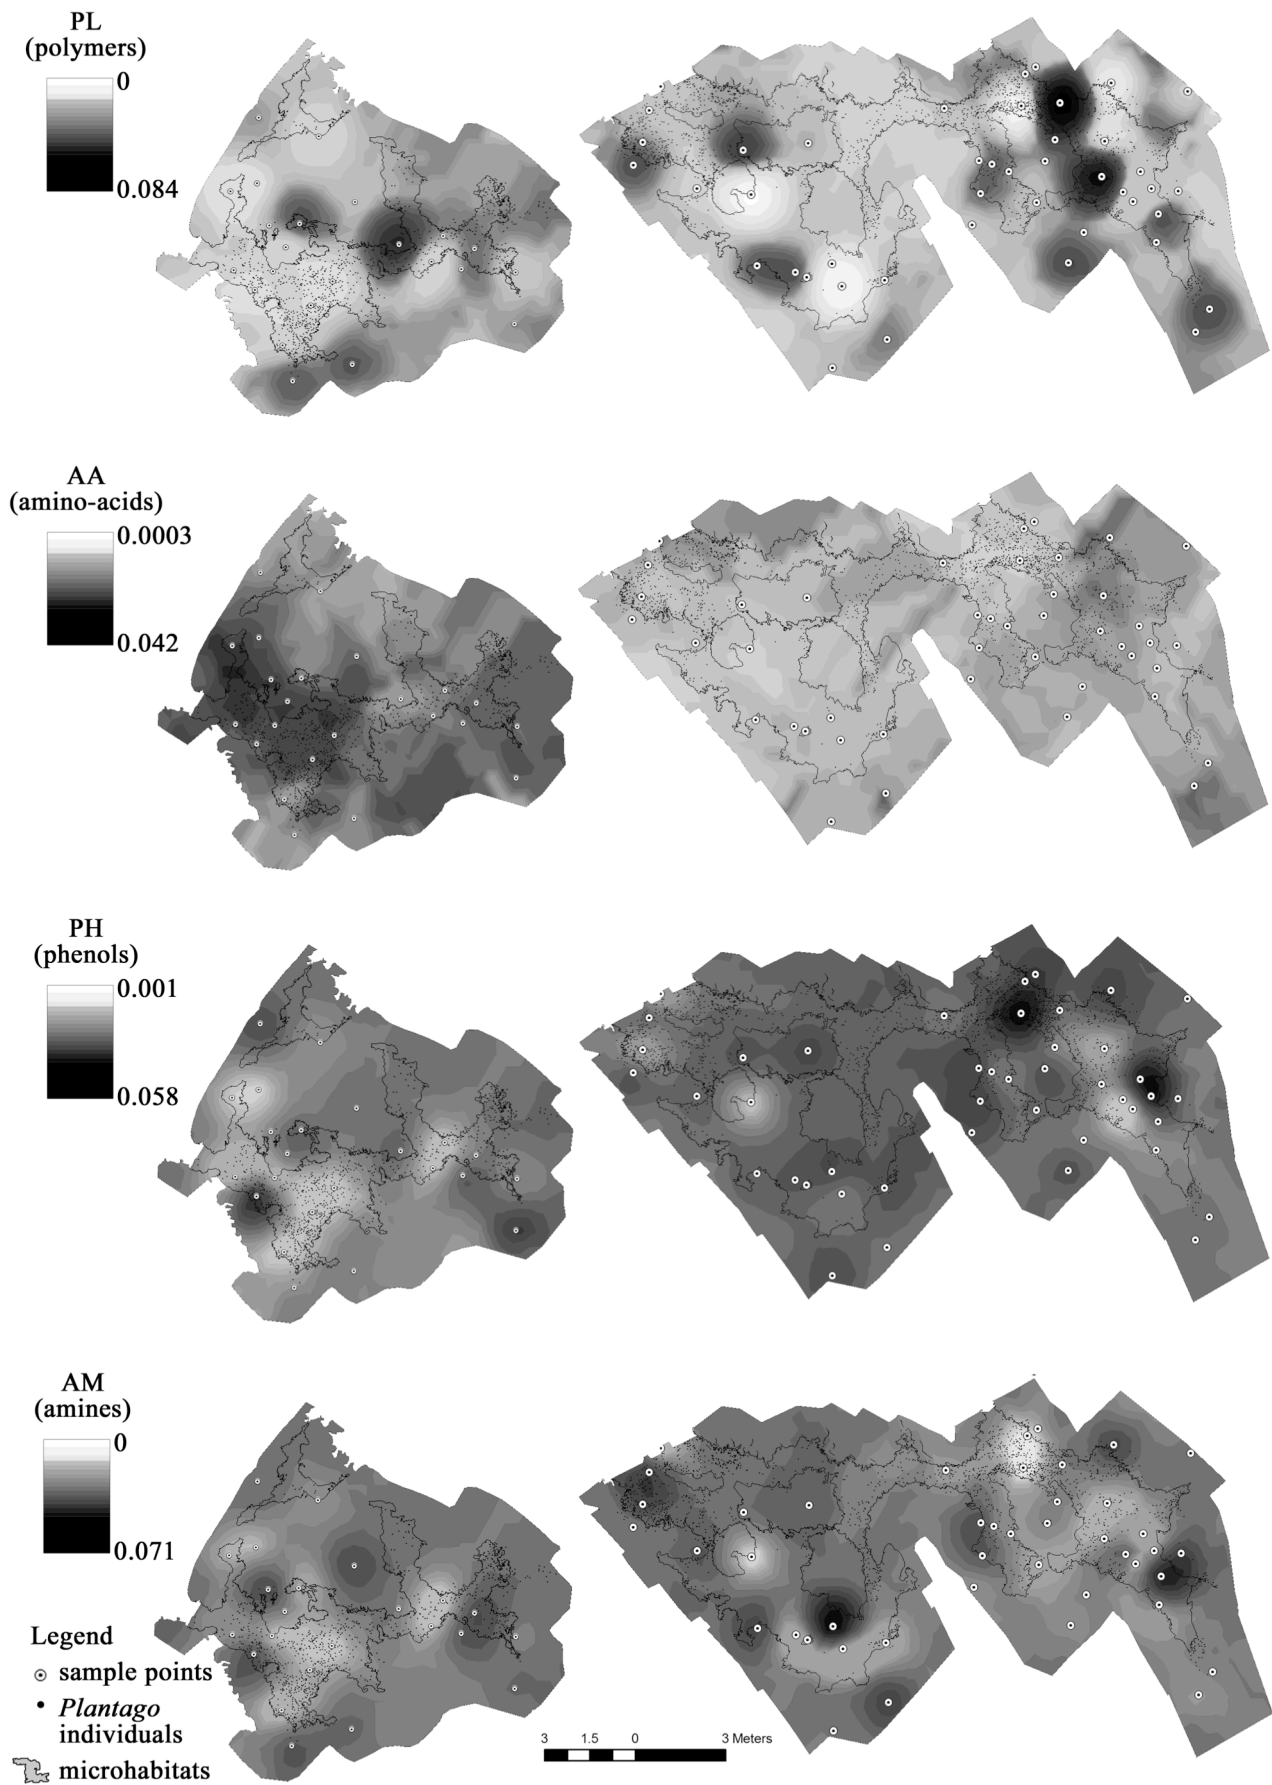 PL
(polymers)
0
0.084
AA
(amino-acids)
0.0003
0.042
PH
(phenols)
0.001
0.058
AM
(amines)
0
0.071
Legend
sample points
Plantago
individuals
microhabitats
3 1.5 0 3 Meters